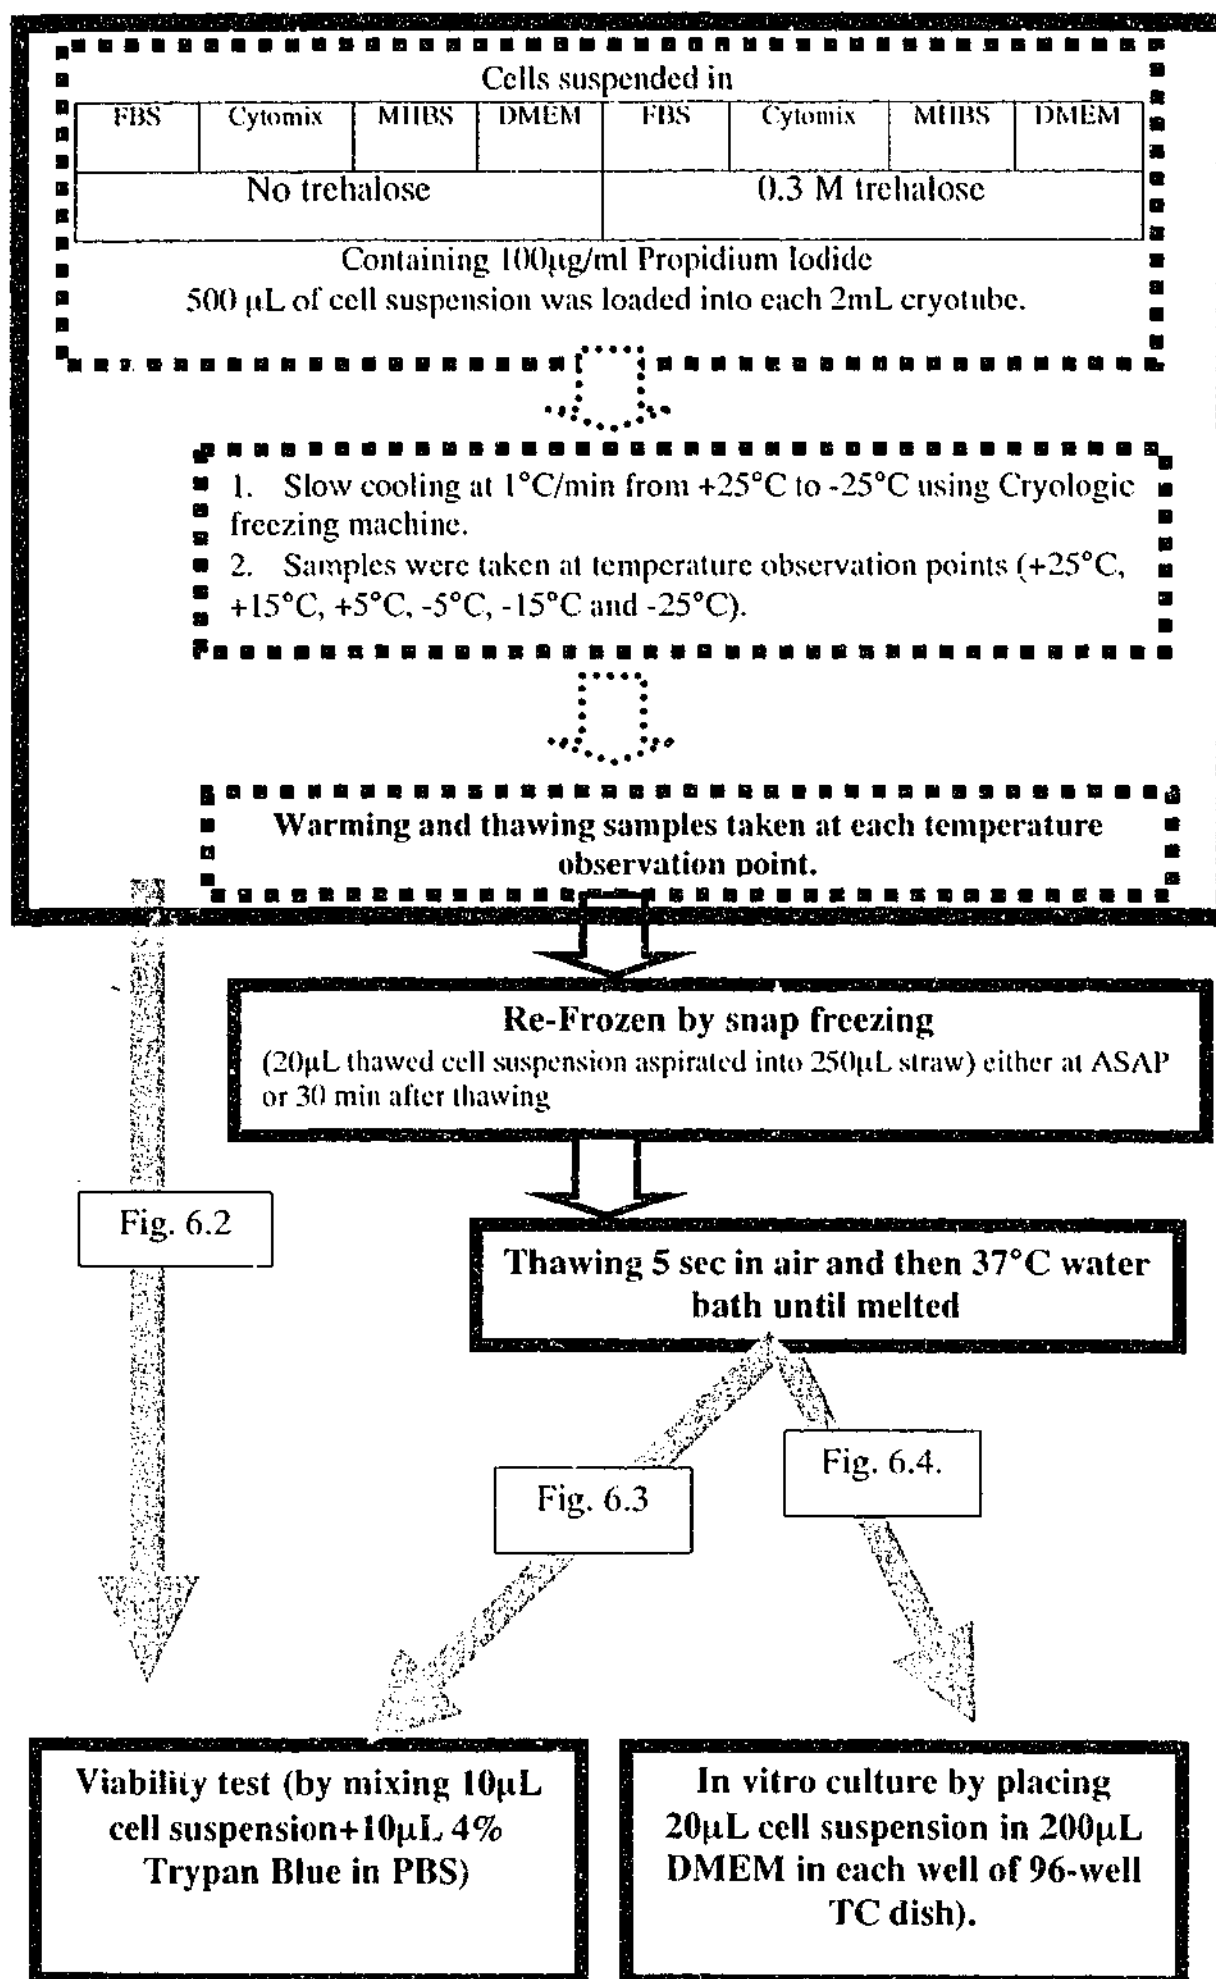 Cells suspended in
FBS Cytomix MHBS DMEM FBS Cytomix MHBS DMEM
No trehalose 0.3 M trehalose
Containing 100µg/ml Propidium Iodide
500 µL of cell suspension was loaded into each 2mL cryotube.
1. Slow cooling at 1°C/min from +25°C to -25°C using Cryologic
freezing machine.
2. Samples were taken at temperature observation points (+25°C,
+15°C, +5°C, -5°C, -15°C and -25°C).
Warming and thawing samples taken at each temperature
observation point.
Re-Frozen by snap freezing
(20µL thawed cell suspension aspirated into 250µL straw) either at ASAP
or 30 min after thawing
Fig. 6.2
Thawing 5 sec in air and then 37°C water
bath until melted
Fig. 6.4.
Fig. 6.3
Viability test (by mixing 10µL
cell suspension+10µL 4%
Trypan Blue in PBS)
In vitro culture by placing
20µL cell suspension in 200µL
DMEM in each well of 96-well
TC dish).